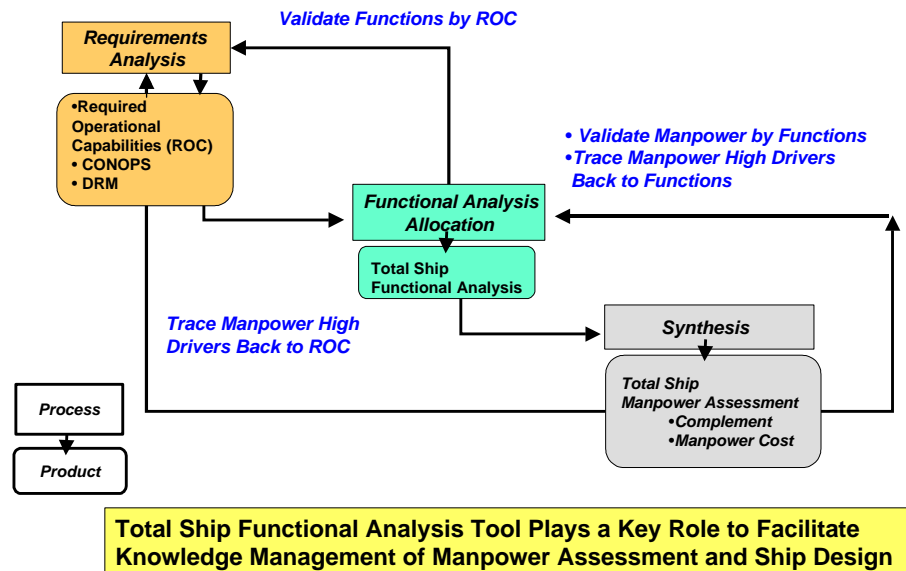 Validate Functions by ROC
Requirements
Analysis
•Required
Operational
Capabilities (ROC)
• CONOPS
• DRM
• Validate Manpower by Functions
•Trace Manpower High Drivers
Back to Functions
Functional Analysis
Allocation
Total Ship
Functional Analysis
Trace Manpower High
Drivers Back to ROC
Synthesis
Total Ship
Manpower Assessment
•Complement
•Manpower Cost
Process
Product
Total Ship Functional Analysis Tool Plays a Key Role to Facilitate
Knowledge Management of Manpower Assessment and Ship Design